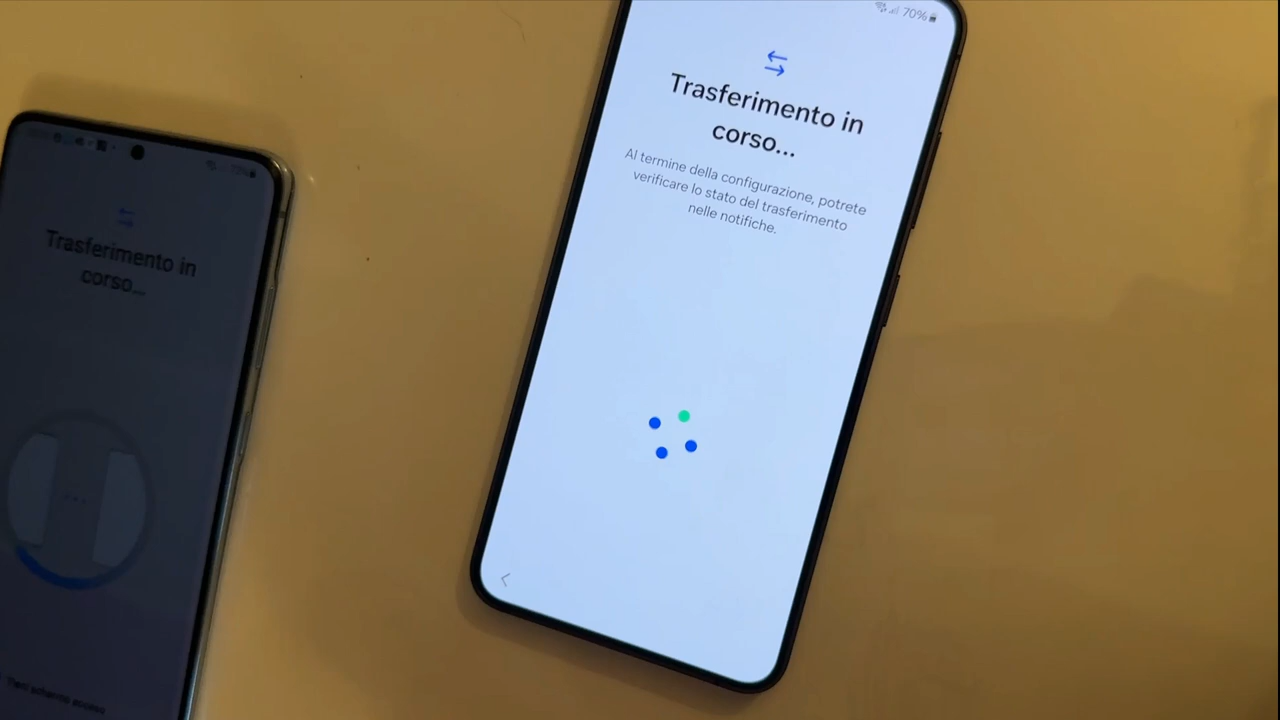 70%
Trasferimento in
corso...
Al termine della configurazione, potrete
verificare lo stato del trasferimento
nelle notifiche.
Trasferimento in
corso...